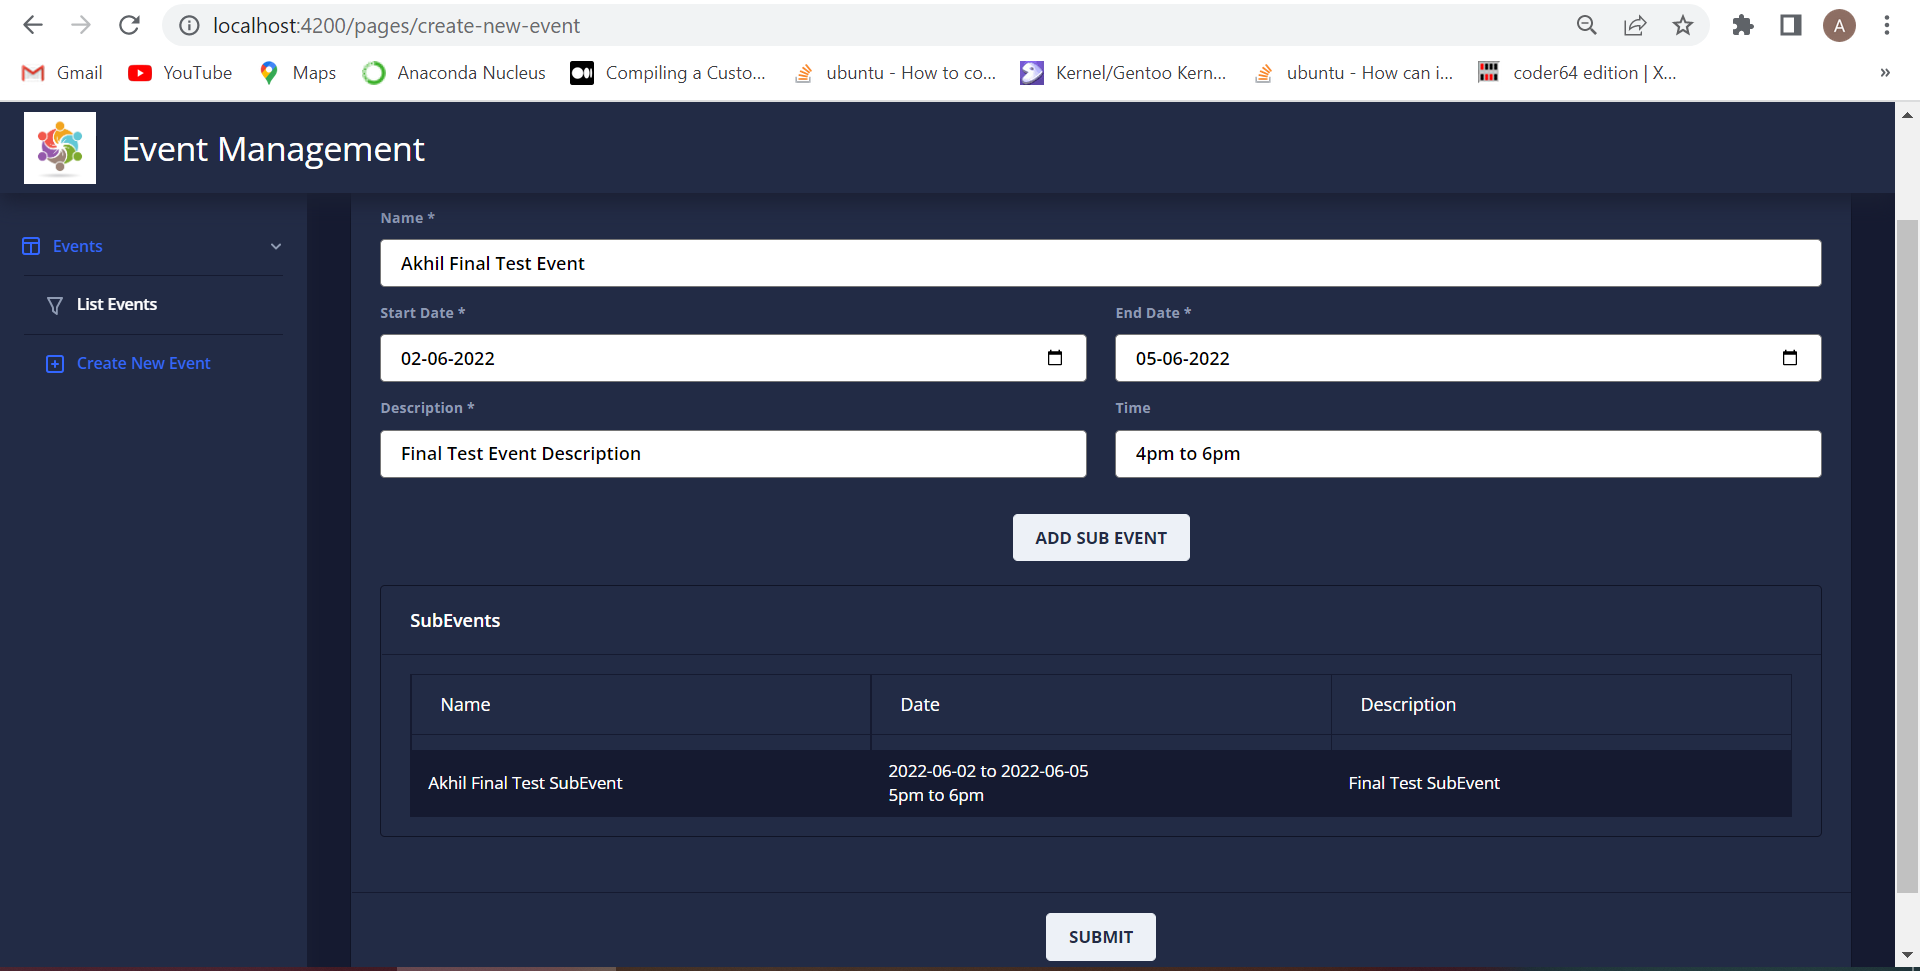 localhost:4200/pages/create-new-event
A
Gmail
YouTube
Maps
Anaconda Nucleus
Compiling a Custo...
ubuntu - How to co...
Kernel/Gentoo Kern...
ubuntu - How can i...
coder64 edition | X...
»
Event Management
Events
List Events
Create New Event
Name *
Akhil Final Test Event
Start Date *
End Date *
02-06-2022
05-06-2022
Description *
Time
Final Test Event Description
4pm to 6pm
ADD SUB EVENT
SubEvents
Name
Date
Description
Akhil Final Test SubEvent
2022-06-02 to 2022-06-05
5pm to 6pm
Final Test SubEvent
SUBMIT